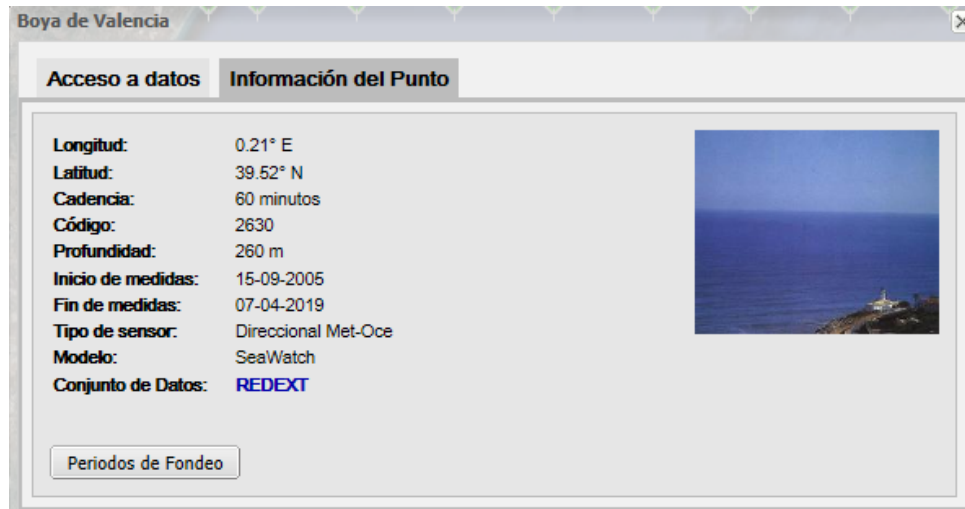 Boya de Valencia
Acceso a datos Información del Punto
Longitud: 0.21° E
Latitud: 39.52° N
Cadencia: 60 minutos
Código: 2630
Profundidad: 260 m
Inicio de medidas: 15-09-2005
Fin de medidas: 07-04-2019
Tipo de sensor: Direccional Met-Oce
Modelo: SeaWatch
Conjunto de Datos: REDEXT
Periodos de Fondeo